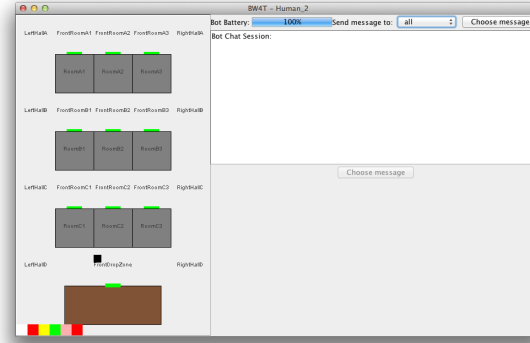 BW4T - Human_2
Bot Battery: 100% Send message to: all Choose message
Bot Chat Session:
Choose message
LeftHallA FrontRoomA1 FrontRoomA2 FrontRoomA3 RightHallA
RoomA1 RoomA2 RoomA3
LeftHallB FrontRoomB1 FrontRoomB2 FrontRoomB3 RightHallB
RoomB1 RoomB2 RoomB3
LeftHallC FrontRoomC1 FrontRoomC2 FrontRoomC3 RightHallC
RoomC1 RoomC2 RoomC3
LeftHallD FrontDropZone RightHallD